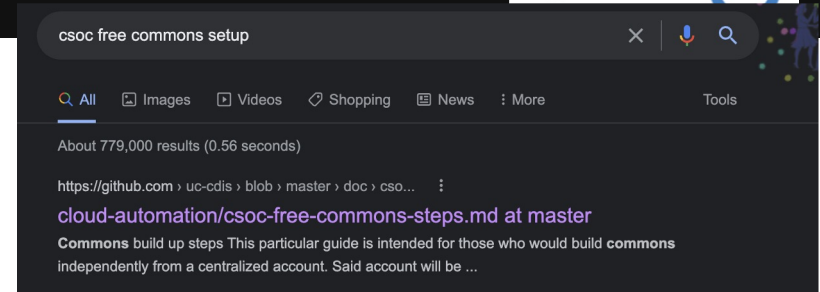 csoc free commons setup
All Images Videos Shopping News More Tools
About 779,000 results (0.56 seconds)
https://github.com › uc-cdis › blob › master › doc › cso...
cloud-automation/csoc-free-commons-steps.md at master
Commons build up steps This particular guide is intended for those who would build commons
independently from a centralized account. Said account will be ...